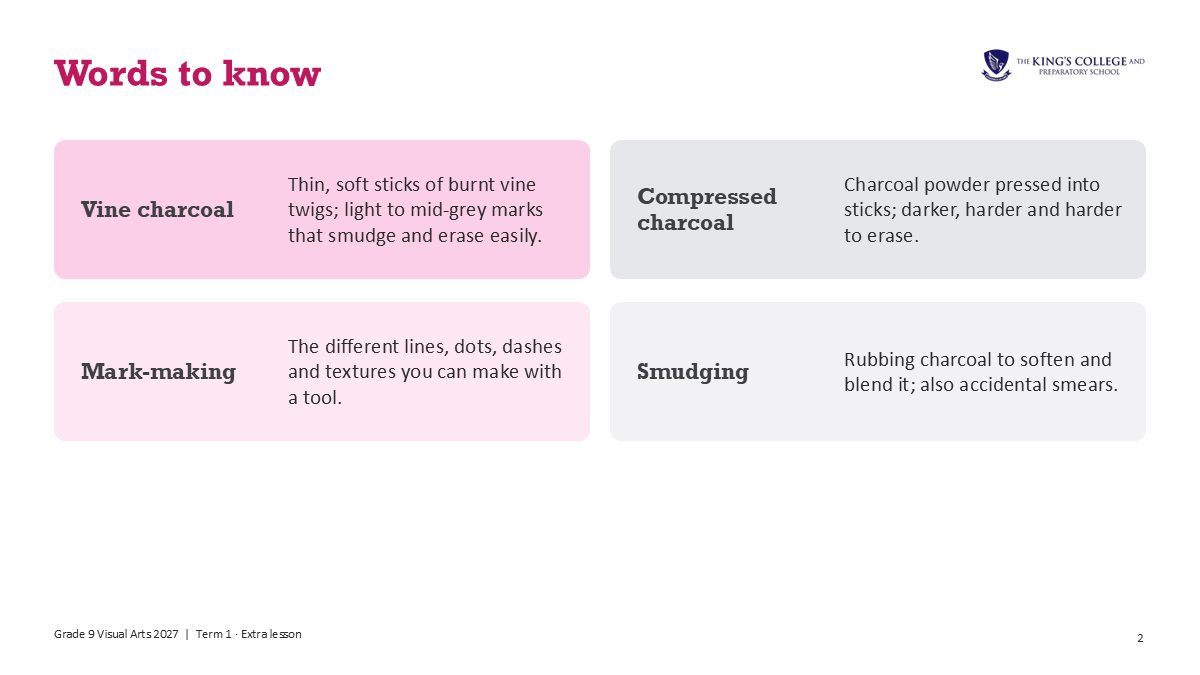 Words to know
THE KING'S COLLEGE AND
PREPARATORY SCHOOL
Vine charcoal
Thin, soft sticks of burnt vine
twigs; light to mid-grey marks
that smudge and erase easily.
Compressed
charcoal
Charcoal powder pressed into
sticks; darker, harder and harder
to erase.
Mark-making
The different lines, dots, dashes
and textures you can make with
a tool.
Smudging
Rubbing charcoal to soften and
blend it; also accidental smears.
Grade 9 Visual Arts 2027 | Term 1 · Extra lesson
2